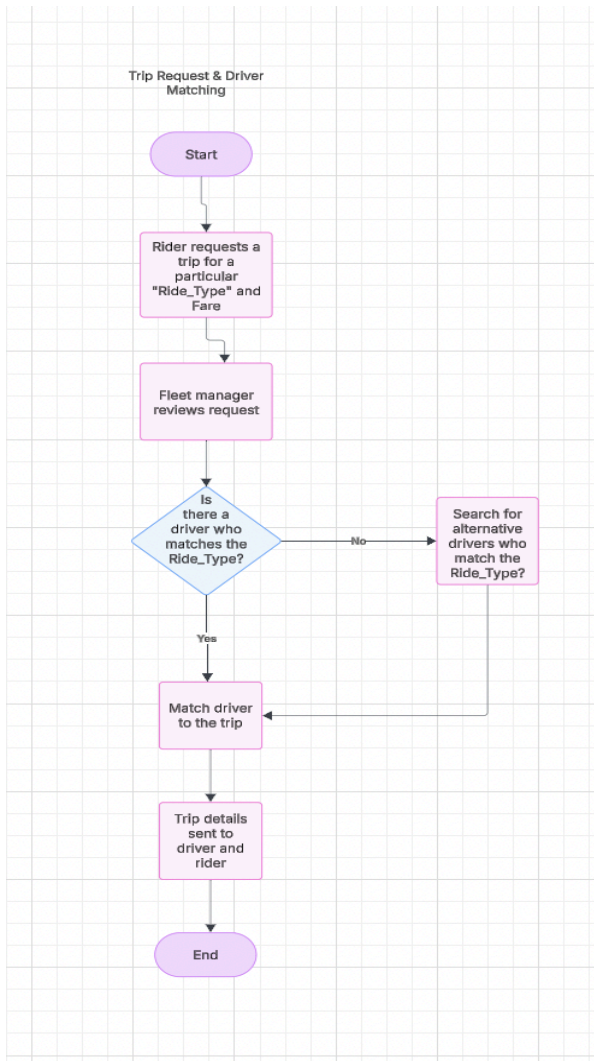 Trip Request & Driver
Matching
Start
Rider requests a
trip for a
particular
"Ride_Type" and
Fare
Fleet manager
reviews request
Is
there a
driver who
matches the
Ride_Type?
No
Search for
alternative
drivers who
match the
Ride_Type?
Yes
Match driver
to the trip
Trip details
sent to
driver and
rider
End